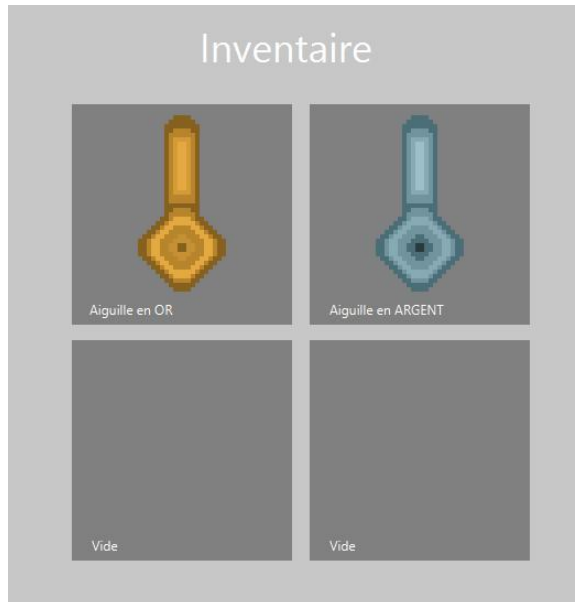 Inventaire
Aiguille en OR
Aiguille en ARGENT
Vide
Vide